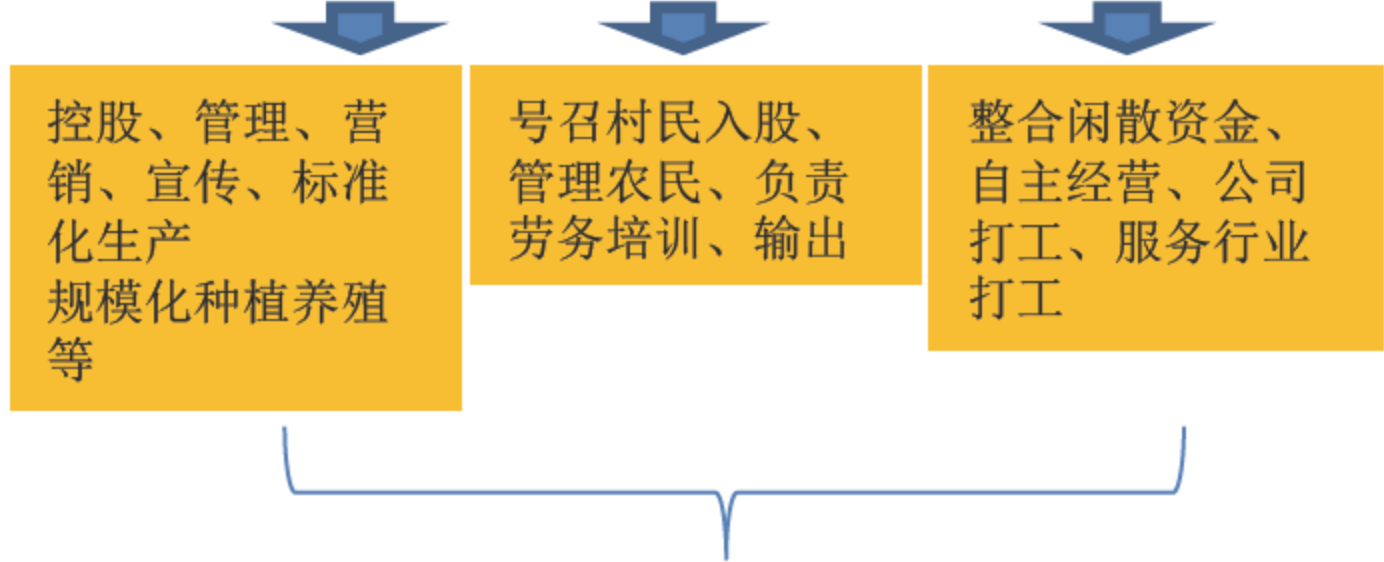 控股、管理、营
销、宣传、标准
化生产
规模化种植养殖
等
号召村民入股、
管理农民、负责
劳务培训、输出
整合闲散资金、
自主经营、公司
打工、服务行业
打工